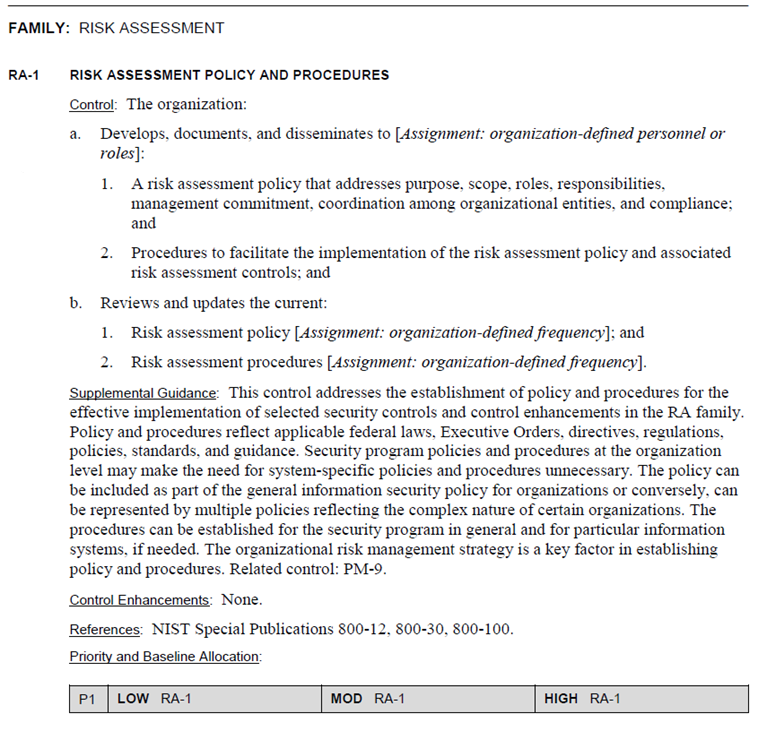 FAMILY: RISK ASSESSMENT
RA-1 RISK ASSESSMENT POLICY AND PROCEDURES
Control: The organization:
a. Develops, documents, and disseminates to [Assignment: organization-defined personnel or
roles]:
1. A risk assessment policy that addresses purpose, scope, roles, responsibilities,
management commitment, coordination among organizational entities, and compliance;
and
2. Procedures to facilitate the implementation of the risk assessment policy and associated
risk assessment controls; and
b. Reviews and updates the current:
1. Risk assessment policy [Assignment: organization-defined frequency]; and
2. Risk assessment procedures [Assignment: organization-defined frequency].
Supplemental Guidance: This control addresses the establishment of policy and procedures for the
effective implementation of selected security controls and control enhancements in the RA family.
Policy and procedures reflect applicable federal laws, Executive Orders, directives, regulations,
policies, standards, and guidance. Security program policies and procedures at the organization
level may make the need for system-specific policies and procedures unnecessary. The policy can
be included as part of the general information security policy for organizations or conversely, can
be represented by multiple policies reflecting the complex nature of certain organizations. The
procedures can be established for the security program in general and for particular information
systems, if needed. The organizational risk management strategy is a key factor in establishing
policy and procedures. Related control: PM-9.
Control Enhancements: None.
References: NIST Special Publications 800-12, 800-30, 800-100.
Priority and Baseline Allocation:
P1 LOW RA-1 MOD RA-1 HIGH RA-1